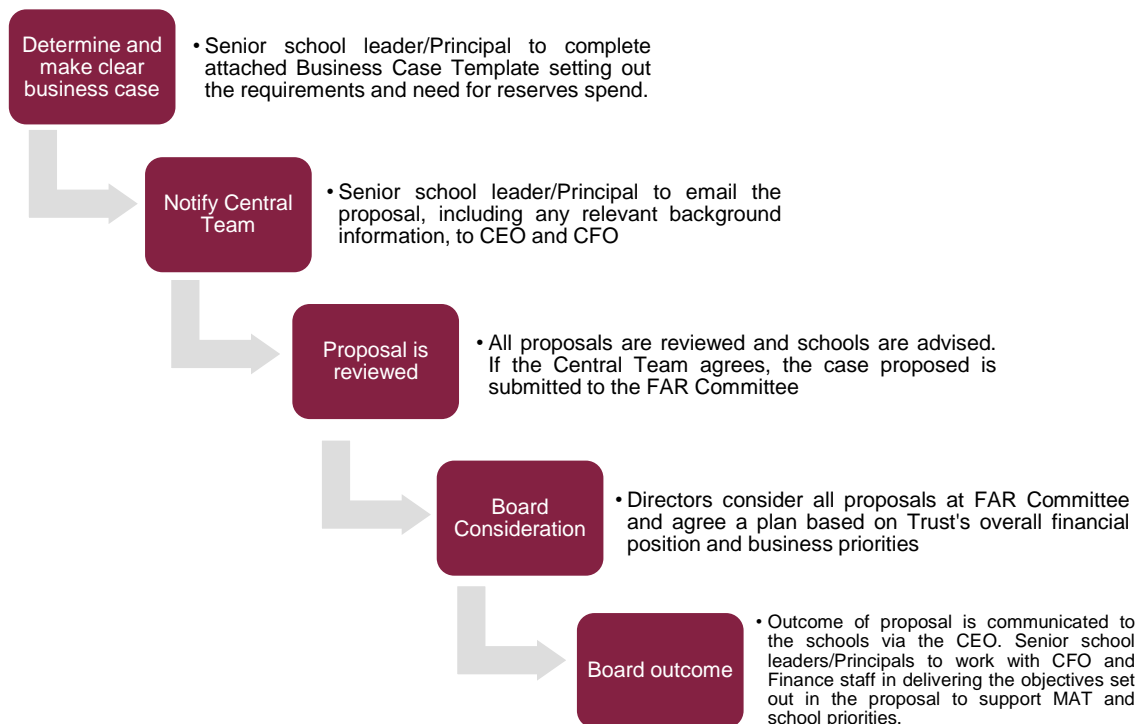 Determine and
make clear
business case
• Senior school leader/Principal to complete
attached Business Case Template setting out
the requirements and need for reserves spend.
Notify Central
Team
• Senior school leader/Principal to email the
proposal, including any relevant background
information, to CEO and CFO
Proposal is
reviewed
• All proposals are reviewed and schools are advised.
If the Central Team agrees, the case proposed is
submitted to the FAR Committee
Board
Consideration
• Directors consider all proposals at FAR Committee
and agree a plan based on Trust's overall financial
position and business priorities
Board outcome
• Outcome of proposal is communicated to
the schools via the CEO. Senior school
leaders/Principals to work with CFO and
Finance staff in delivering the objectives set
out in the proposal to support MAT and
school priorities.